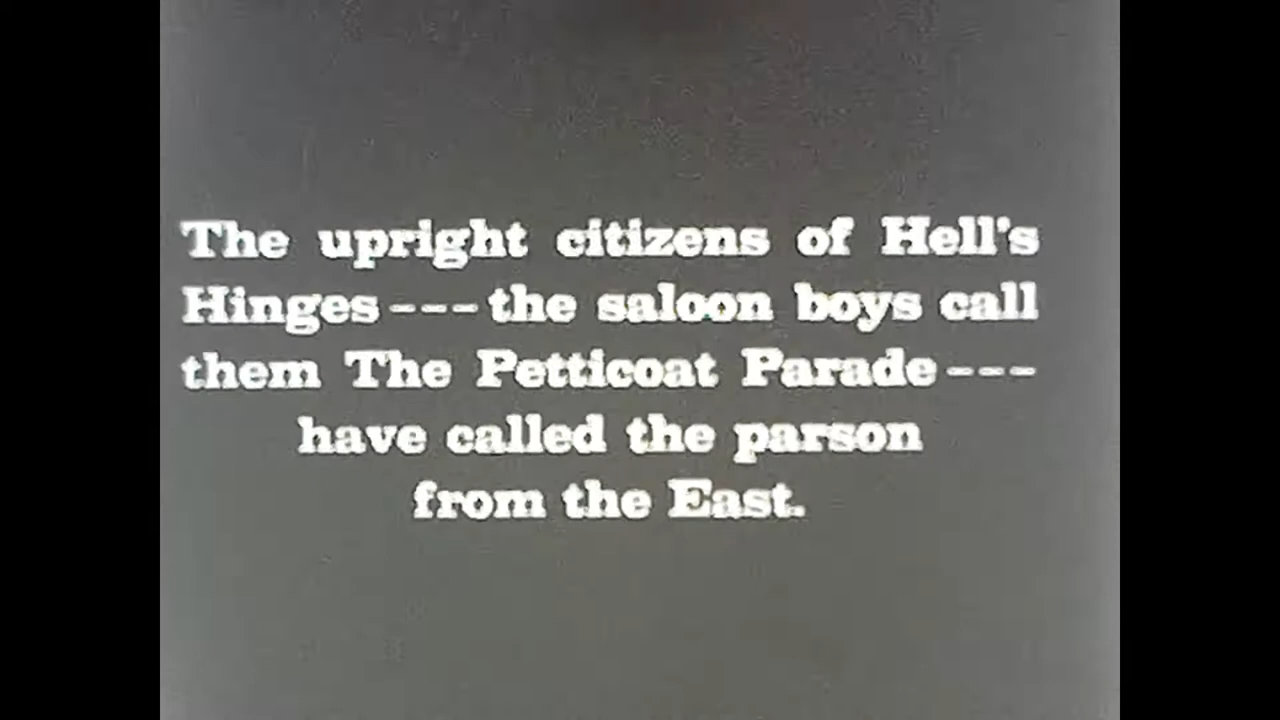 The upright citizens of Hell's
Hinges---the saloon boys call
them The Petticoat Parade---
have called the parson
from the East.